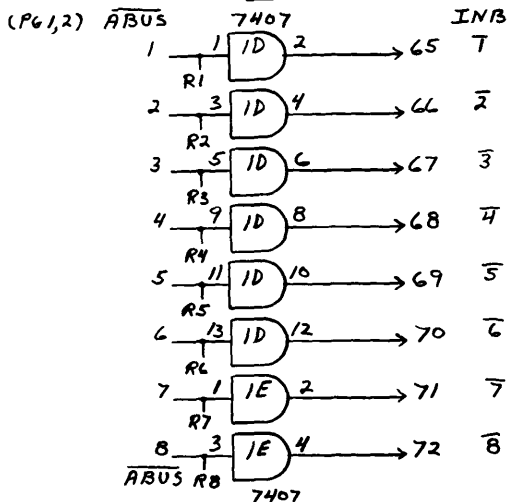 (PG 1,2) A̅B̅U̅S̅ 7407 INB
1 1 1D 2 65 1̅
R1
2 3 1D 4 66 2̅
R2
3 5 1D 6 67 3̅
R3
4 9 1D 8 68 4̅
R4
5 11 1D 10 69 5̅
R5
6 13 1D 12 70 6̅
R6
7 1 1E 2 71 7̅
R7
8 3 1E 4 72 8̅
A̅B̅U̅S̅ R8
7407